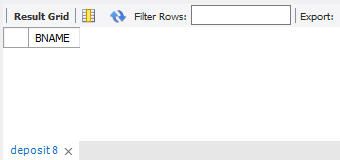 Result Grid Filter Rows: Export:
BNAME
deposit 8